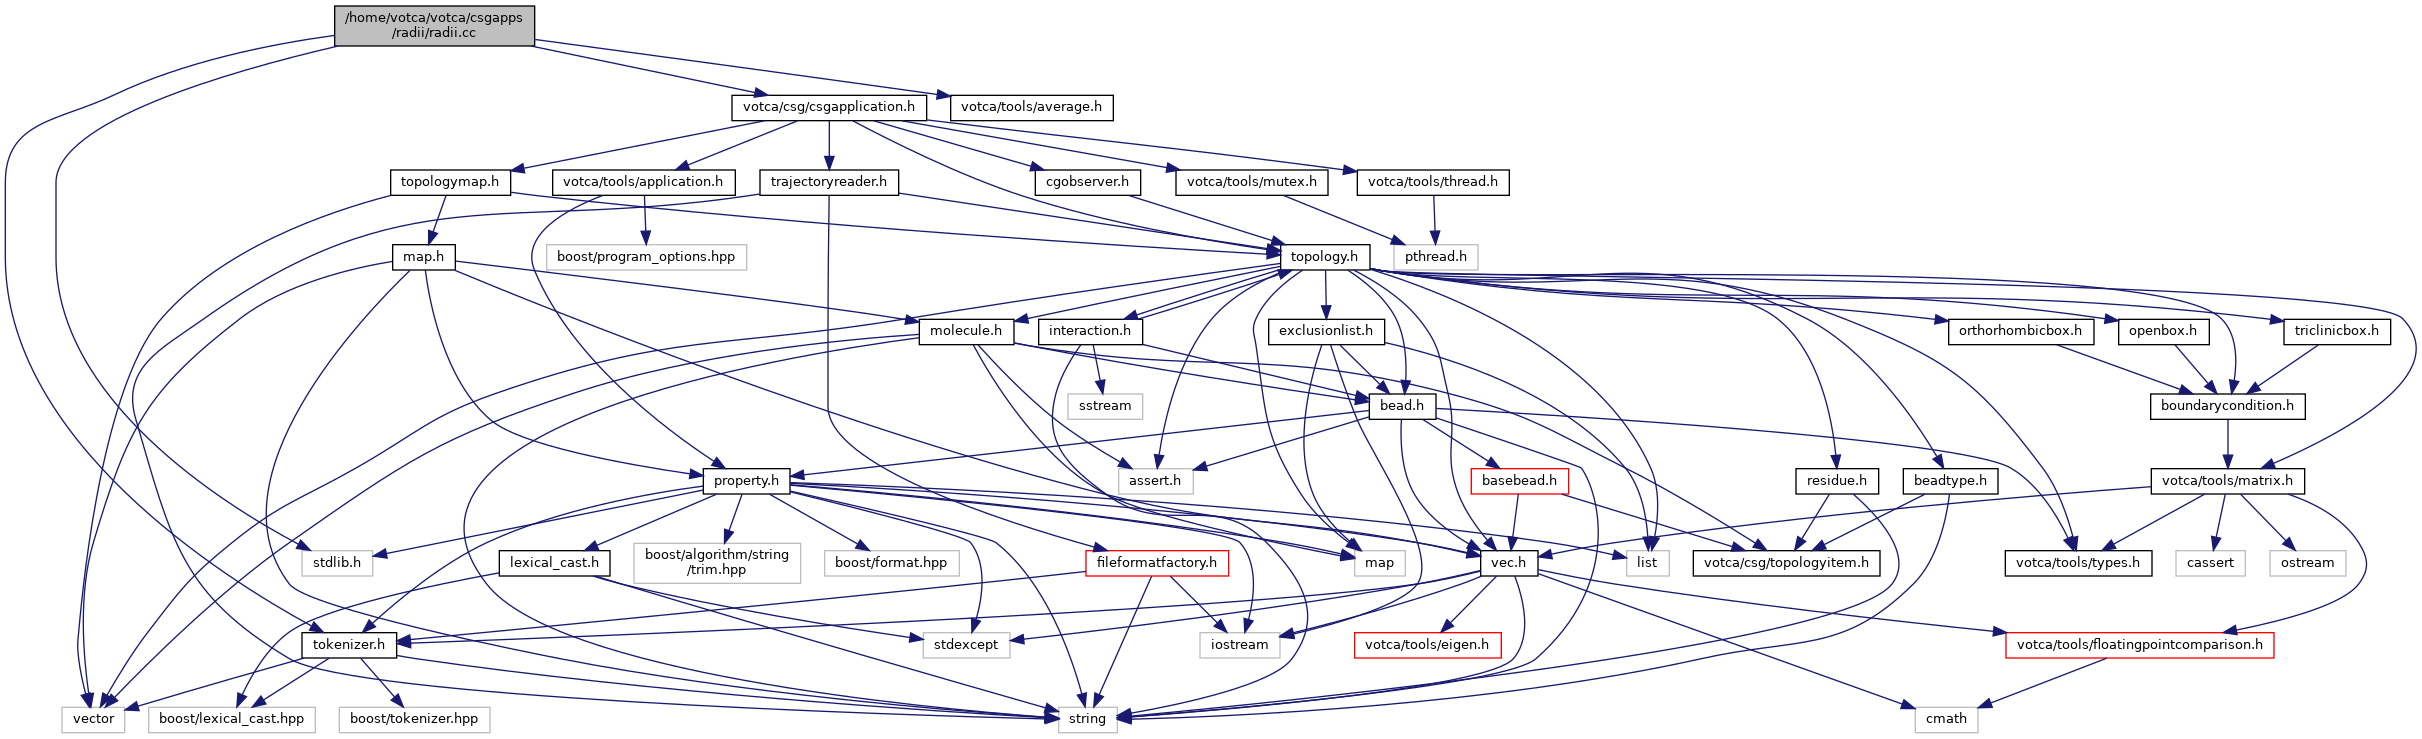 /home/votca/votca/csgapps
/radii/radii.cc
votca/csg/csgapplication.h
votca/tools/average.h
topologymap.h
votca/tools/application.h
trajectoryreader.h
cgobserver.h
votca/tools/mutex.h
votca/tools/thread.h
map.h
boost/program_options.hpp
topology.h
pthread.h
molecule.h
interaction.h
exclusionlist.h
orthorhombicbox.h
openbox.h
triclinicbox.h
sstream
bead.h
boundarycondition.h
property.h
assert.h
basebead.h
residue.h
beadtype.h
votca/tools/matrix.h
stdlib.h
lexical_cast.h
boost/algorithm/string
/trim.hpp
boost/format.hpp
fileformatfactory.h
map
vec.h
list
votca/csg/topologyitem.h
votca/tools/types.h
cassert
ostream
tokenizer.h
stdexcept
iostream
votca/tools/eigen.h
votca/tools/floatingpointcomparison.h
vector
boost/lexical_cast.hpp
boost/tokenizer.hpp
string
cmath